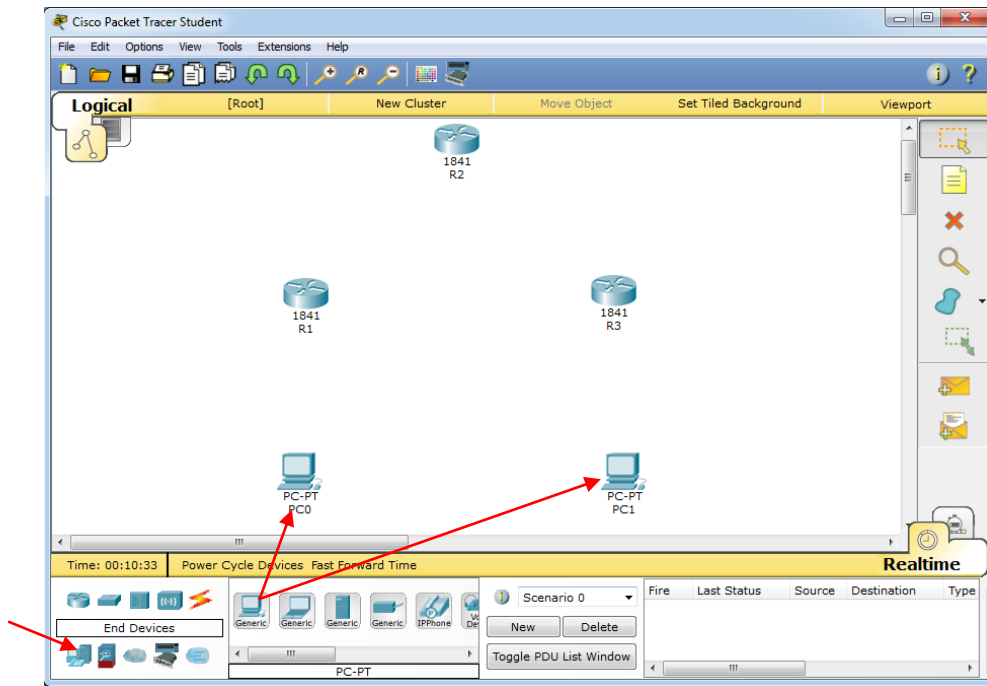 Cisco Packet Tracer Student
File Edit Options View Tools Extensions Help
Logical [Root] New Cluster Move Object Set Tiled Background Viewport
1841
R2
1841
R1
1841
R3
PC-PT
PC0
PC-PT
PC1
Time: 00:10:33 Power Cycle Devices Fast Forward Time Realtime
End Devices
Generic Generic Generic Generic IPPhone
PC-PT
Scenario 0
New Delete
Toggle PDU List Window
Fire Last Status Source Destination Type